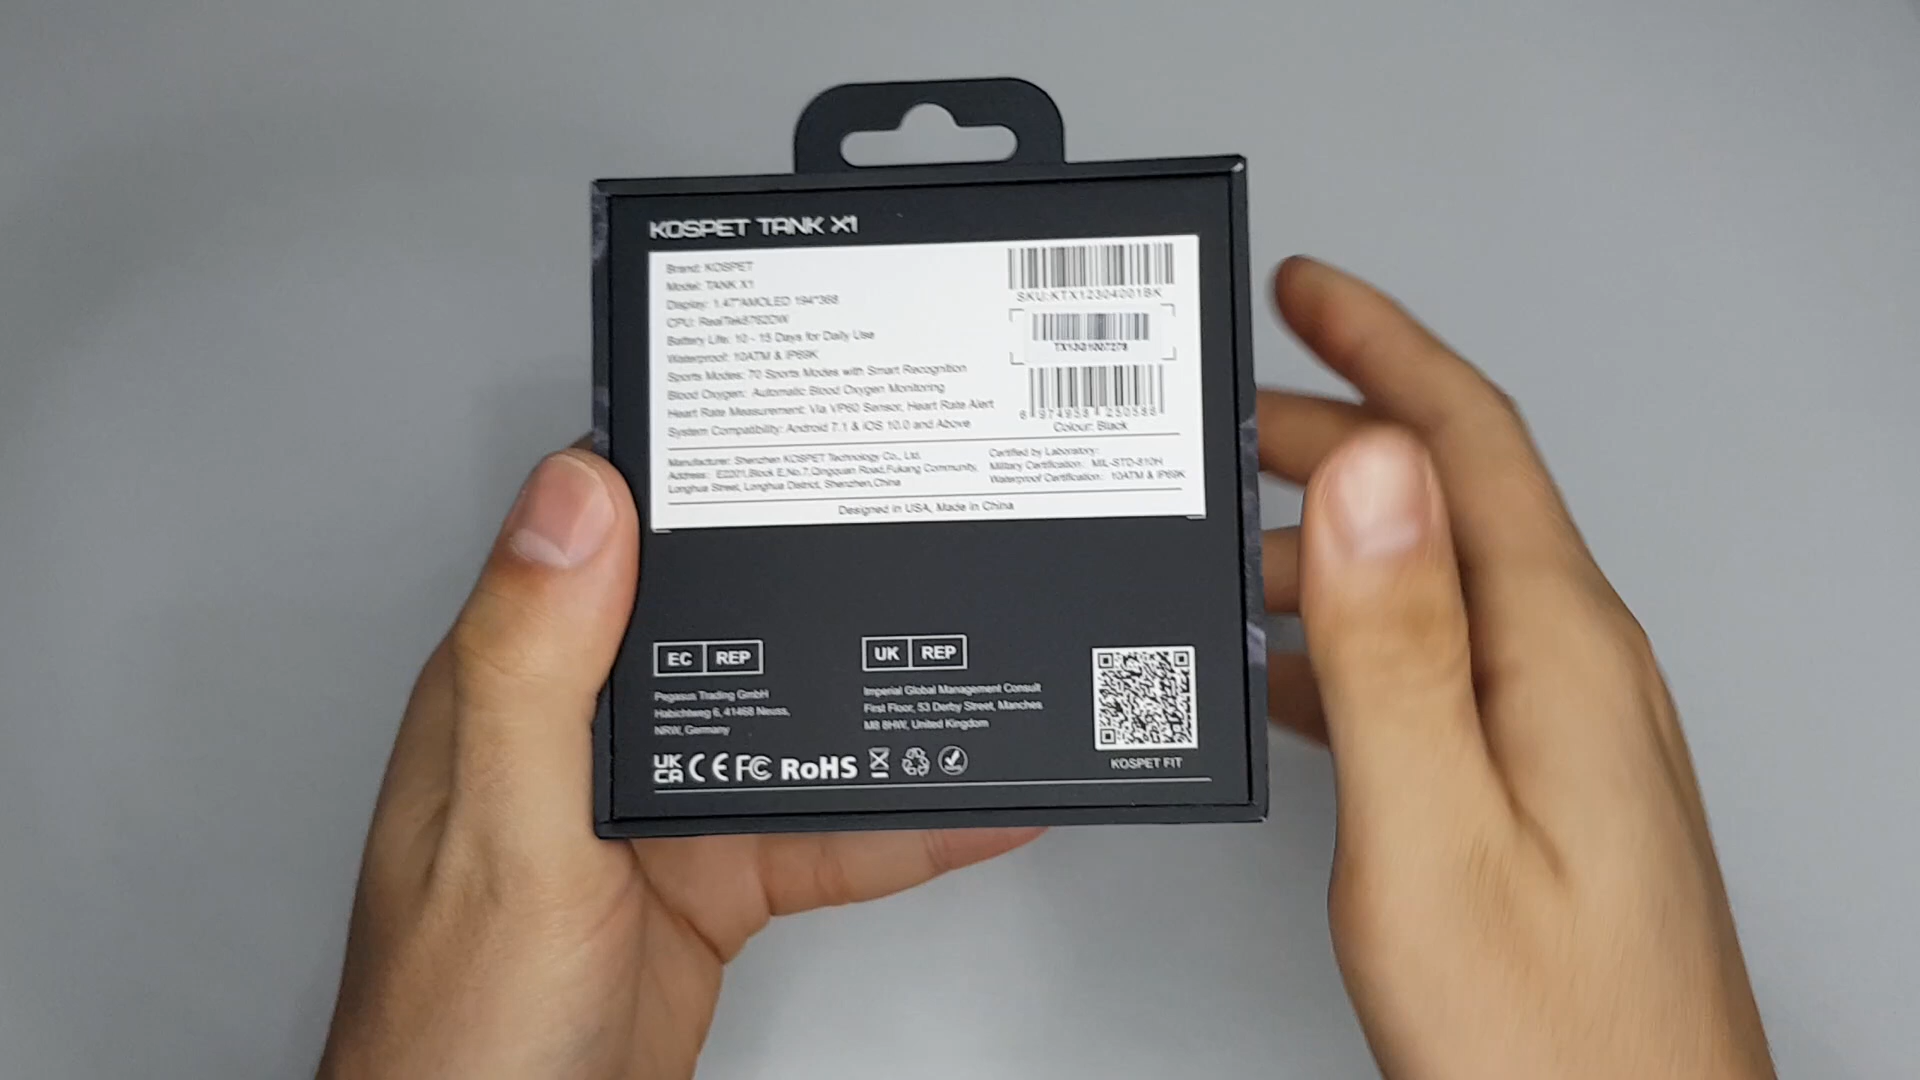 KOSPET TANK X1
Brand: KOSPET
Model: TANK X1
Display: 1.47"AMOLED 194*368
CPU: RealTek8762DW
Battery Life: 10 - 15 Days for Daily Use
Waterproof: 10ATM & IP69K
Sports Modes: 70 Sports Modes with Smart Recognition
Blood Oxygen: Automatic Blood Oxygen Monitoring
Heart Rate Measurement: Via VP60 Sensor, Heart Rate Alert
System Compatibility: Android 7.1 & iOS 10.0 and Above
SKU:KTX12304001BK
6 974958 250588
Colour: Black
Manufacturer: Shenzhen KOSPET Technology Co., Ltd.
Address: E2301,Block E,No.7,Qingquan Road,Fukang Community,
Longhua Street, Longhua District, Shenzhen,China
Certified by Laboratory:
Military Certification: MIL-STD-810H
Waterproof Certification: 10ATM & IP69K
Designed in USA, Made in China
EC REP
Pegasus Trading GmbH
Habichtweg 6, 41468 Neuss,
NRW, Germany
UK REP
Imperial Global Management Consult
First Floor, 53 Derby Street, Manches
M8 8HW, United Kingdom
UK
CA CE FC RoHS
KOSPET FIT